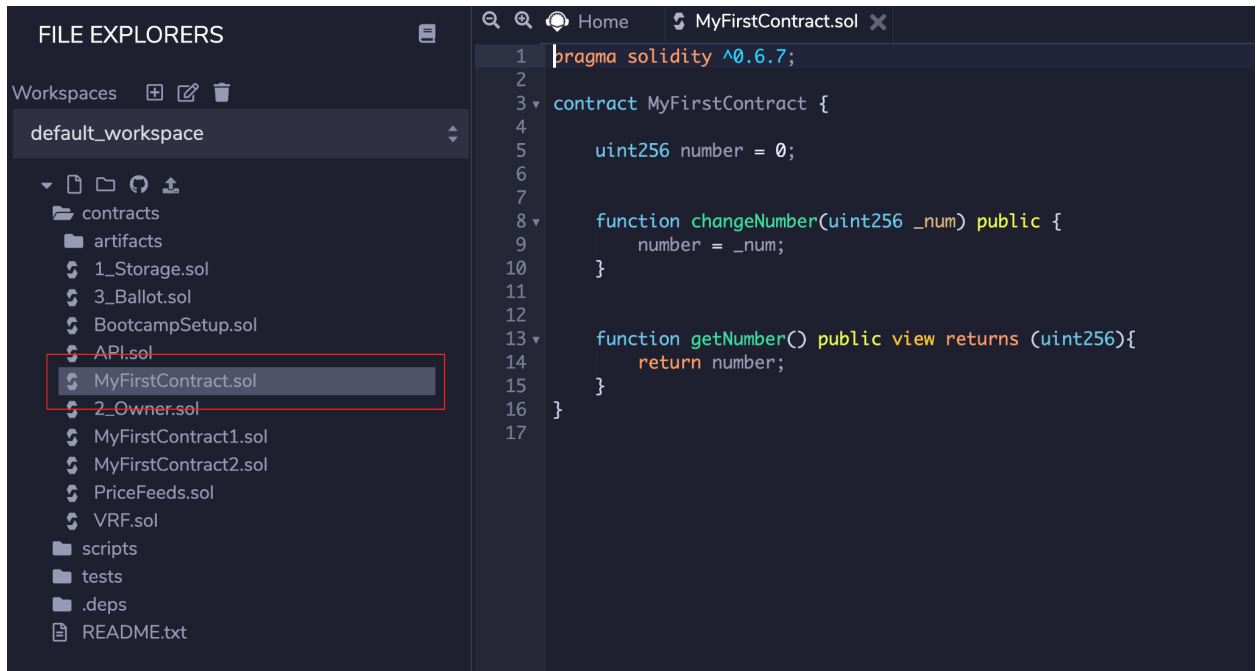 FILE EXPLORERS
Workspaces
default_workspace
contracts
artifacts
1_Storage.sol
3_Ballot.sol
BootcampSetup.sol
API.sol
MyFirstContract.sol
2_Owner.sol
MyFirstContract1.sol
MyFirstContract2.sol
PriceFeeds.sol
VRF.sol
scripts
tests
.deps
README.txt
Home MyFirstContract.sol
1 pragma solidity ^0.6.7;
2
3 contract MyFirstContract {
4
5 uint256 number = 0;
6
7
8 function changeNumber(uint256 _num) public {
9 number = _num;
10 }
11
12
13 function getNumber() public view returns (uint256){
14 return number;
15 }
16 }
17